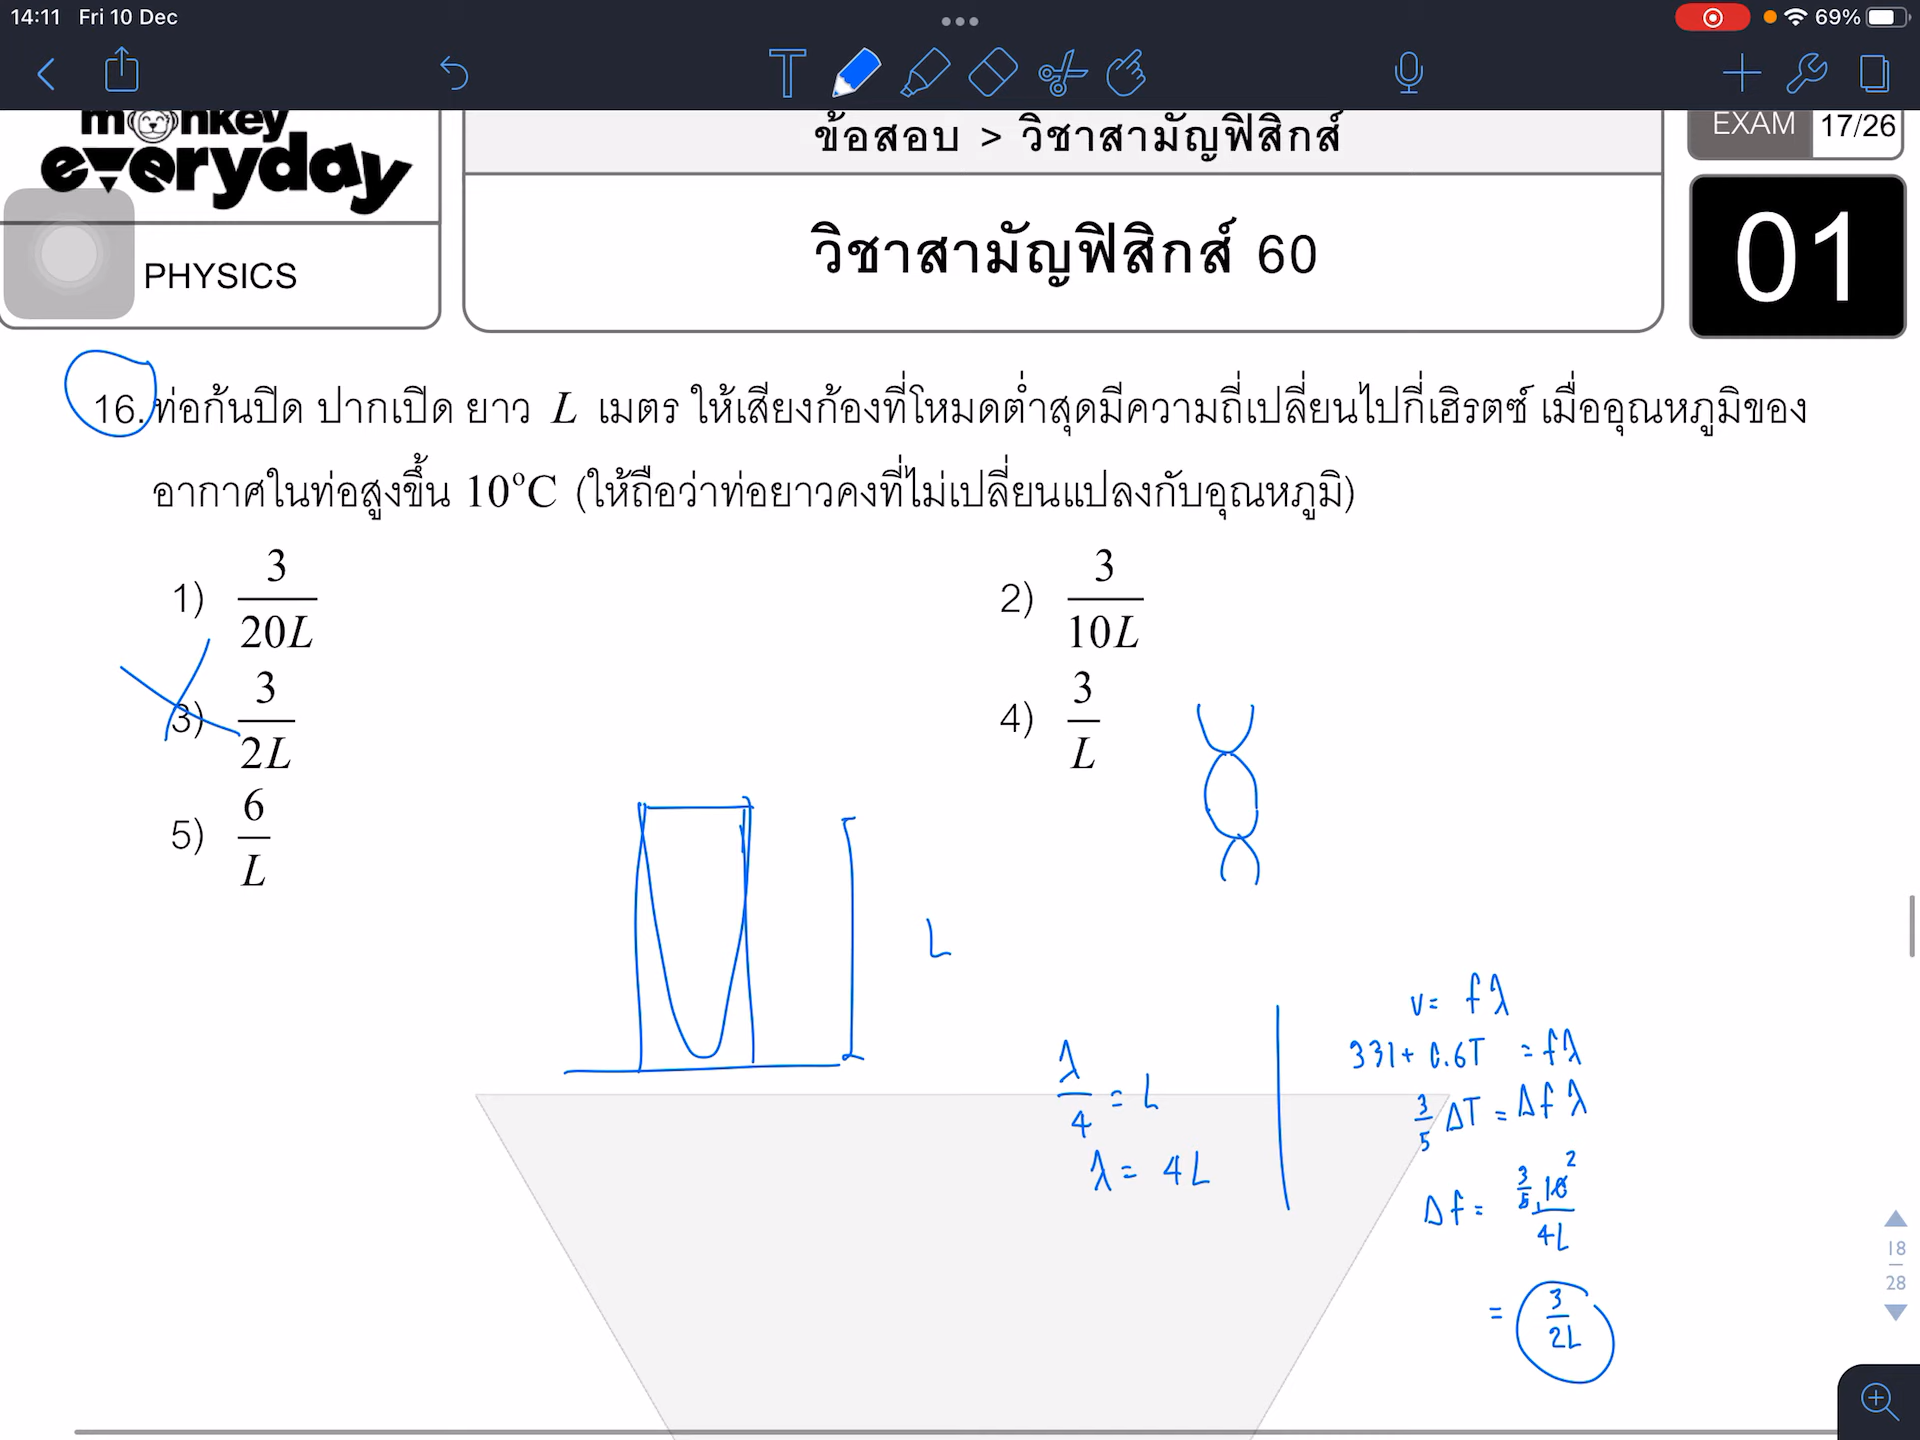 14:11 Fri 10 Dec
69%
monkey
everyday
PHYSICS
ข้อสอบ > วิชาสามัญฟิสิกส์
วิชาสามัญฟิสิกส์ 60
EXAM 17/26
01
16. ท่อก้นปิด ปากเปิด ยาว L เมตร ให้เสียงก้องที่โหมดต่ำสุดมีความถี่เปลี่ยนไปกี่เฮิรตซ์ เมื่ออุณหภูมิของ
อากาศในท่อสูงขึ้น 10°C (ให้ถือว่าท่อยาวคงที่ไม่เปลี่ยนแปลงกับอุณหภูมิ)
1) 3/20L
2) 3/10L
3) 3/2L
4) 3/L
5) 6/L
L
λ/4 = L
λ = 4L
v = fλ
331 + 0.6T = fλ
3/5 ΔT = Δf λ
Δf = 3/5 . 10 2 / 4L
= 3/2L
18
28